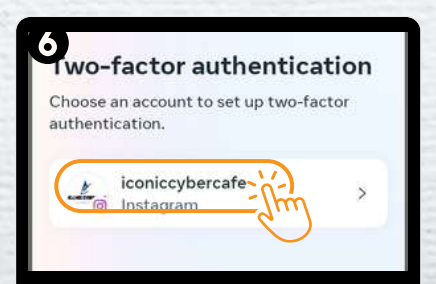 6
Two-factor authentication
Choose an account to set up two-factor
authentication.
iconiccybercafe
Instagram